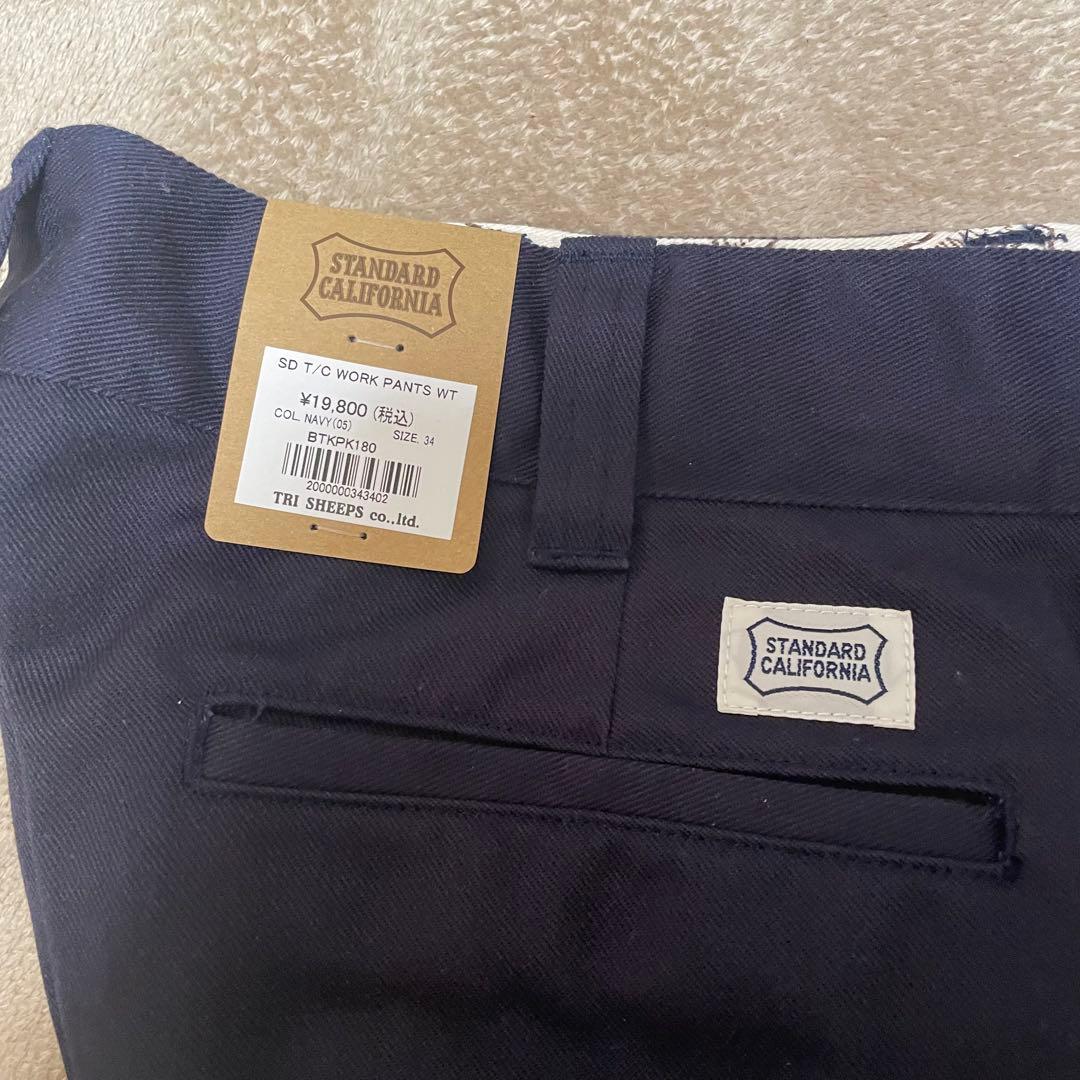 STANDARD
CALIFORNIA
SD T/C WORK PANTS WT
¥19,800 (税込)
COL. NAVY(05) SIZE. 34
BTKPK180
2000000343402
TRI SHEEPS co.,ltd.
STANDARD
CALIFORNIA